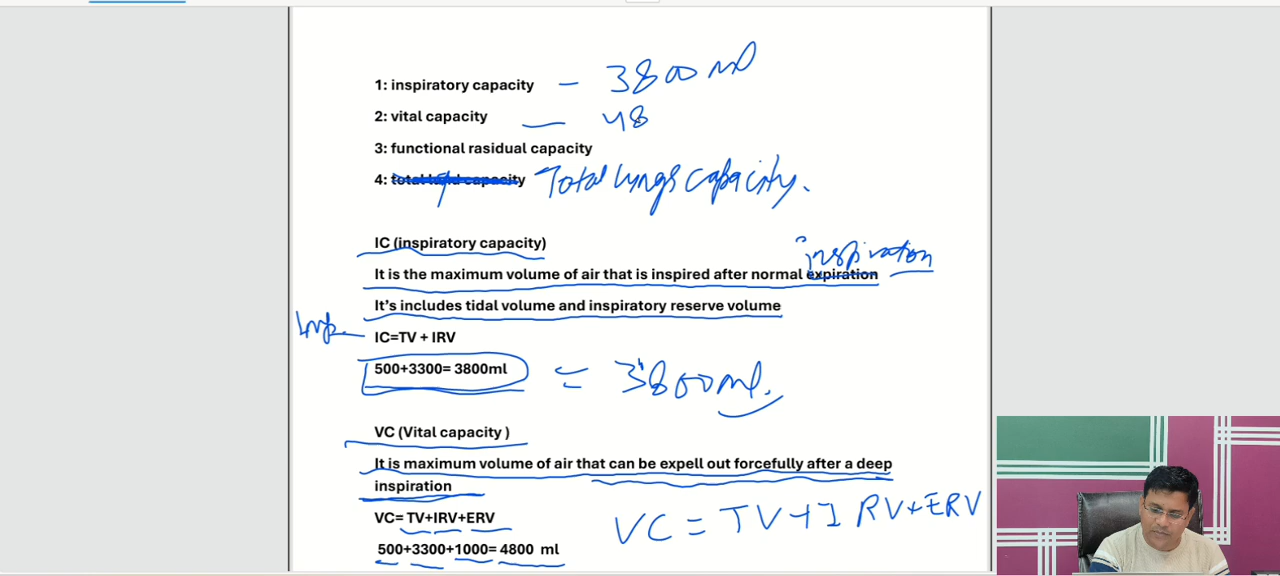 1: inspiratory capacity – 3800 ml
2: vital capacity — 48
3: functional rasidual capacity
4: total lund capacity Total lungs capacity.
IC (inspiratory capacity)
inspiration
It is the maximum volume of air that is inspired after normal expiration
It's includes tidal volume and inspiratory reserve volume
Imp. IC=TV + IRV
500+3300= 3800ml = 3800ml.
VC (Vital capacity )
It is maximum volume of air that can be expell out forcefully after a deep
inspiration
VC= TV+IRV+ERV VC = TV+IRV+ERV
500+3300+1000= 4800 ml